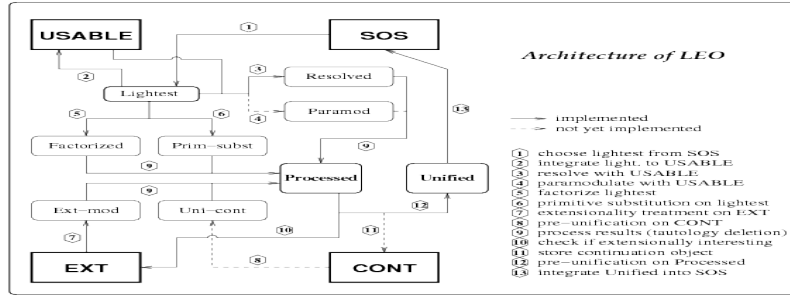 USABLE
SOS
Architecture of LEO
1
2
3
Resolved
Lightest
4
Paramod
13
5
6
implemented
not yet implemented
Factorized
Prim-subst
9
9
Processed
Unified
9
12
Ext-mod
Uni-cont
7
10
11
8
EXT
CONT
1 choose lightest from SOS
2 integrate light. to USABLE
3 resolve with USABLE
4 paramodulate with USABLE
5 factorize lightest
6 primitive substitution on lightest
7 extensionality treatment on EXT
8 pre-unification on CONT
9 process results (tautology deletion)
10 check if extensionally interesting
11 store continuation object
12 pre-unification on Processed
13 integrate Unified into SOS